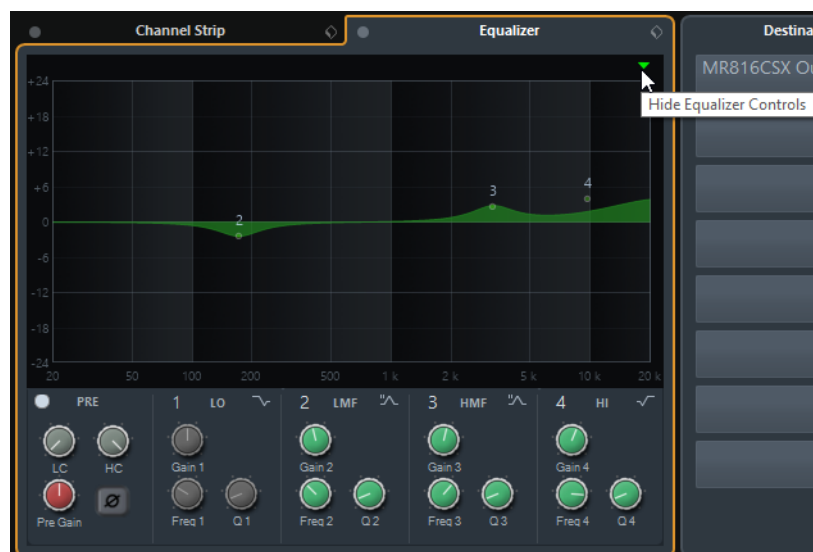 Channel Strip
Equalizer
Destina
MR816CSX Ou
Hide Equalizer Controls
+24
+18
+12
+6
0
-6
-12
-18
-24
2
3
4
20 50 100 200 500 1 k 2 k 5 k 10 k 20 k
PRE 1 LO 2 LMF 3 HMF 4 HI
LC HC Gain 1 Gain 2 Gain 3 Gain 4
Pre Gain Freq 1 Q 1 Freq 2 Q 2 Freq 3 Q 3 Freq 4 Q 4